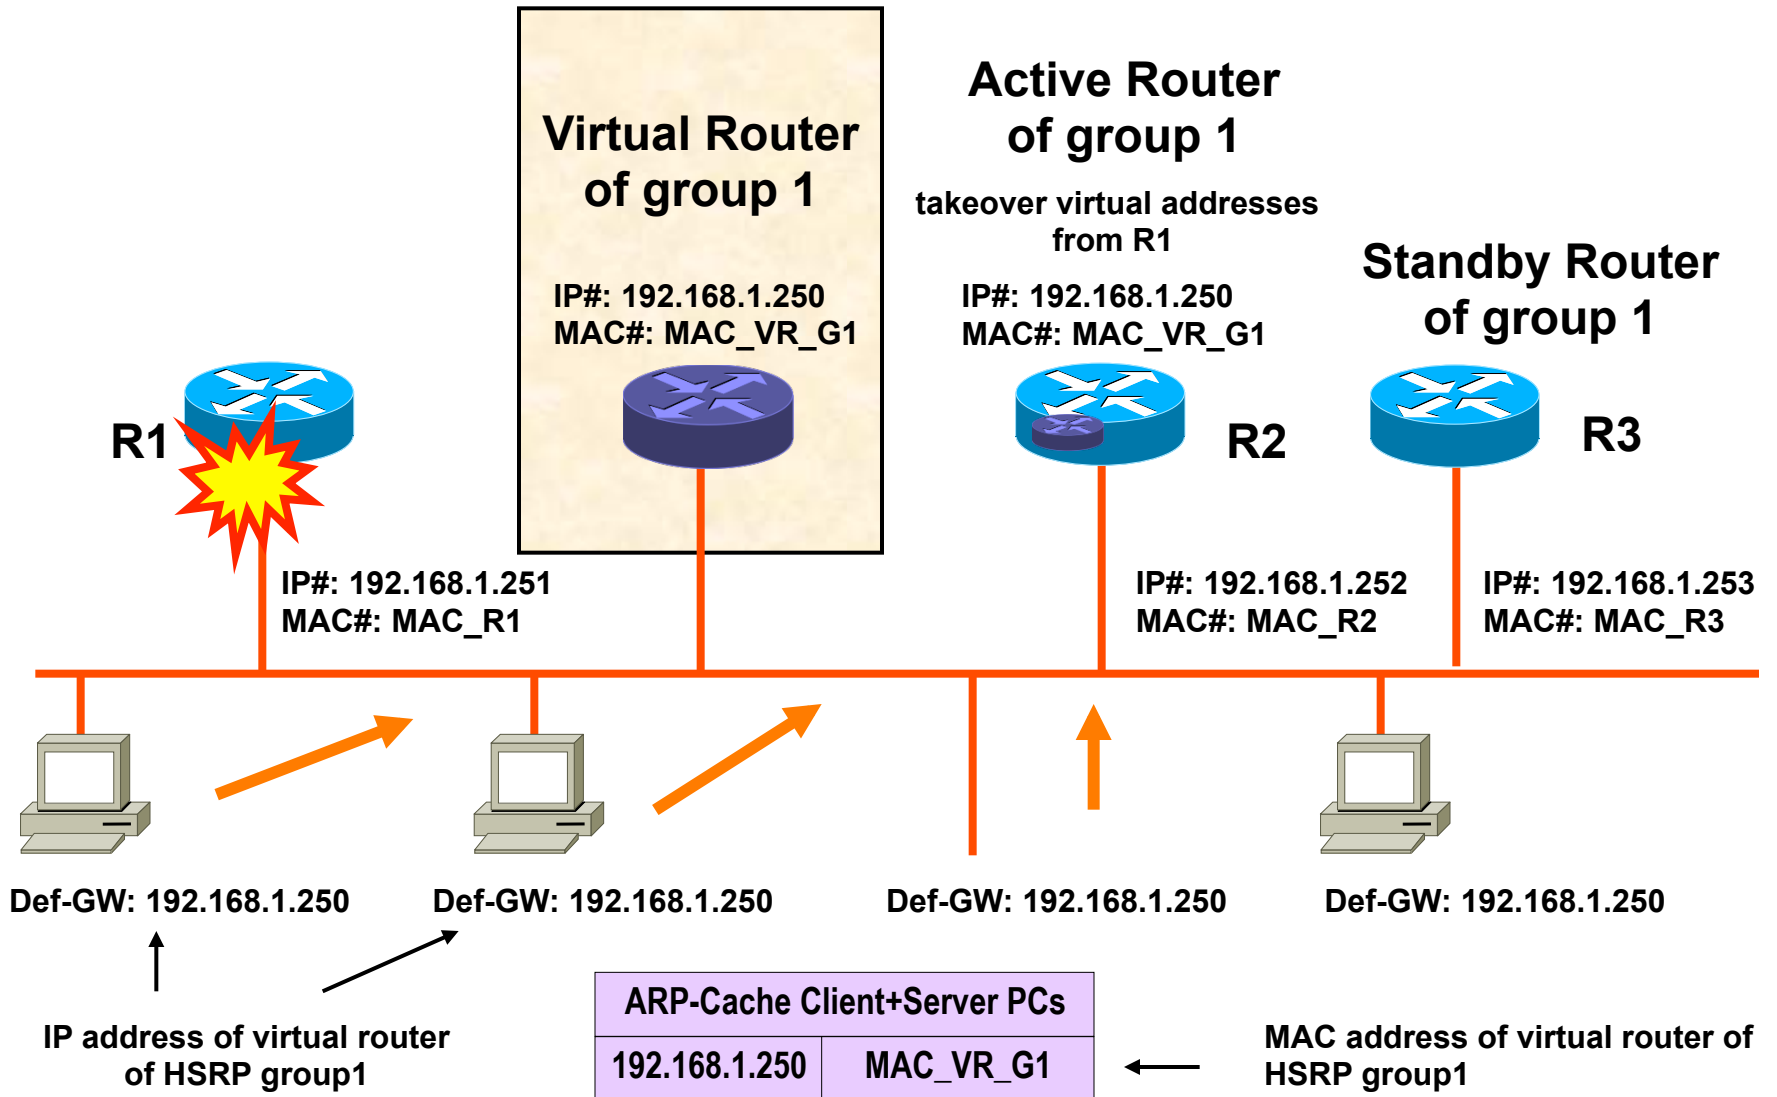 Virtual Router
of group 1
IP#: 192.168.1.250
MAC#: MAC_VR_G1
Active Router
of group 1
takeover virtual addresses
from R1
IP#: 192.168.1.250
MAC#: MAC_VR_G1
Standby Router
of group 1
R1
R2
R3
IP#: 192.168.1.251
MAC#: MAC_R1
IP#: 192.168.1.252
MAC#: MAC_R2
IP#: 192.168.1.253
MAC#: MAC_R3
Def-GW: 192.168.1.250
Def-GW: 192.168.1.250
Def-GW: 192.168.1.250
Def-GW: 192.168.1.250
IP address of virtual router
of HSRP group1
ARP-Cache Client+Server PCs
192.168.1.250 MAC_VR_G1
MAC address of virtual router of
HSRP group1